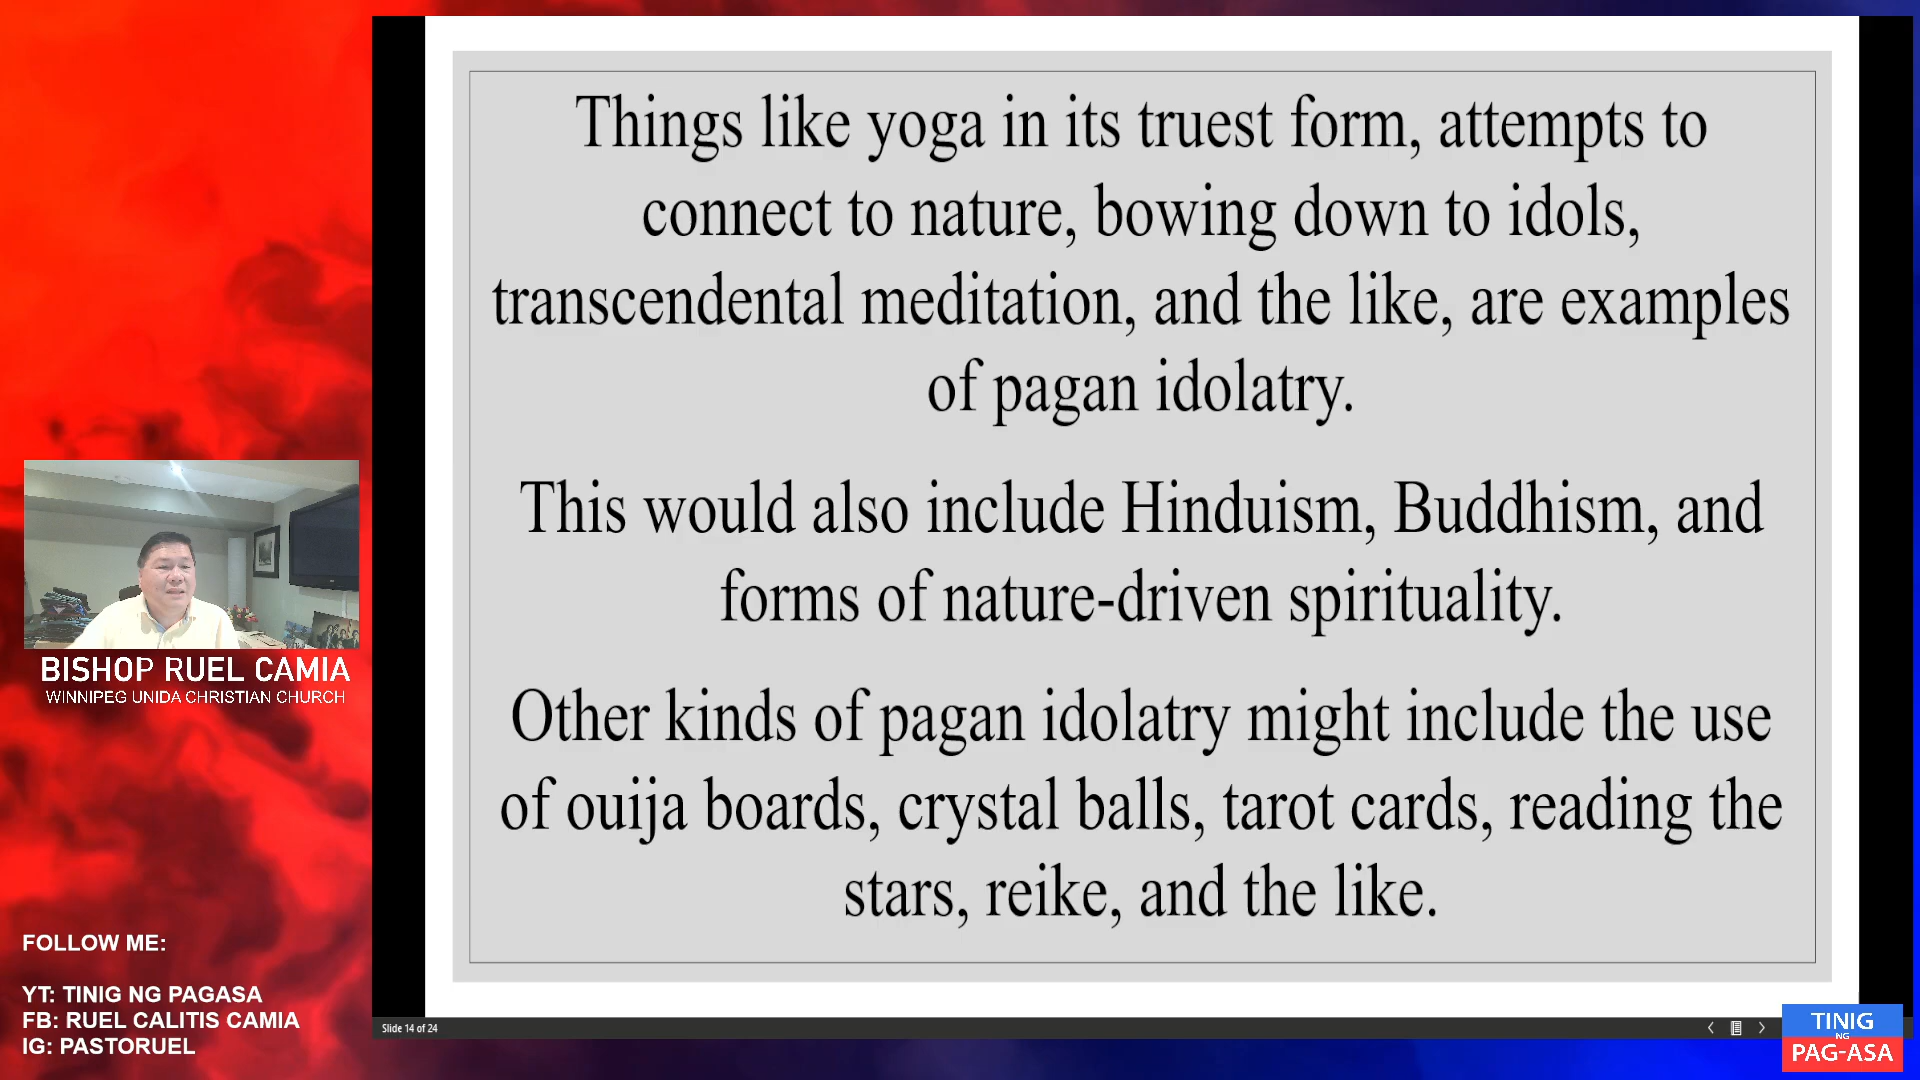 Things like yoga in its truest form, attempts to
connect to nature, bowing down to idols,
transcendental meditation, and the like, are examples
of pagan idolatry.
This would also include Hinduism, Buddhism, and
forms of nature-driven spirituality.
Other kinds of pagan idolatry might include the use
of ouija boards, crystal balls, tarot cards, reading the
stars, reike, and the like.
BISHOP RUEL CAMIA
WINNIPEG UNIDA CHRISTIAN CHURCH
FOLLOW ME:
YT: TINIG NG PAGASA
FB: RUEL CALITIS CAMIA
IG: PASTORUEL
Slide 14 of 24
TINIG
NG
PAG-ASA